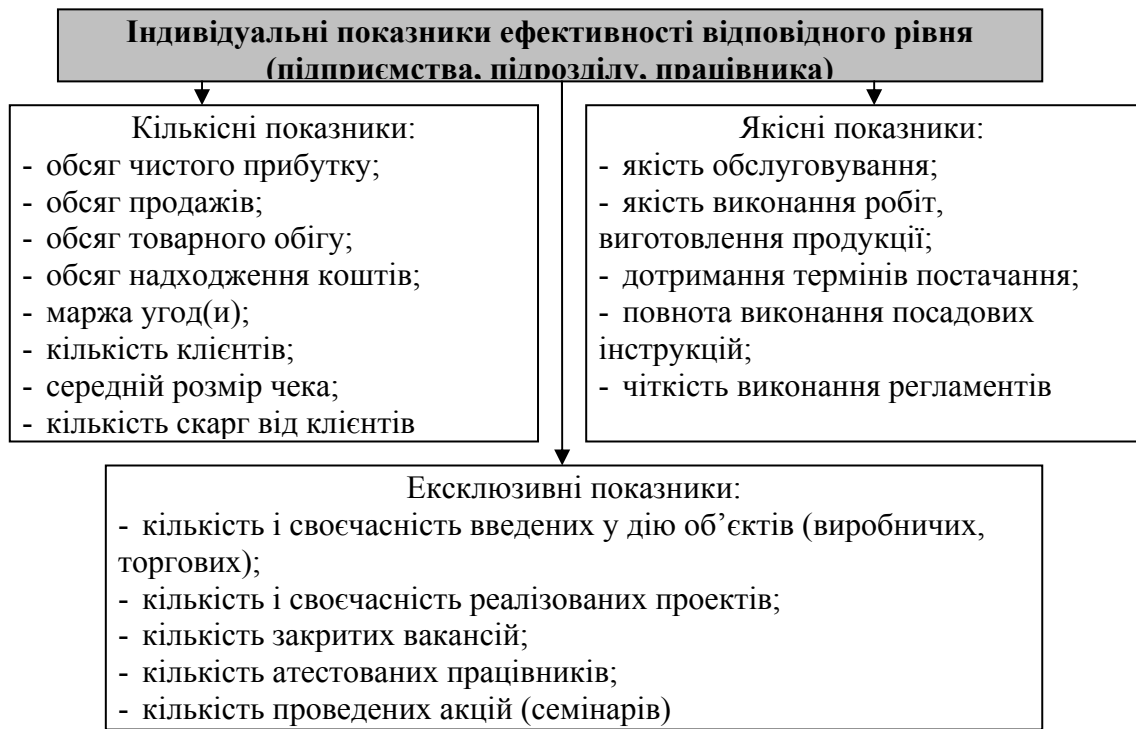 Індивідуальні показники ефективності відповідного рівня
(підприємства, підрозділу, працівника)
Кількісні показники:
- обсяг чистого прибутку;
- обсяг продажів;
- обсяг товарного обігу;
- обсяг надходження коштів;
- маржа угод(и);
- кількість клієнтів;
- середній розмір чека;
- кількість скарг від клієнтів
Якісні показники:
- якість обслуговування;
- якість виконання робіт,
виготовлення продукції;
- дотримання термінів постачання;
- повнота виконання посадових
інструкцій;
- чіткість виконання регламентів
Ексклюзивні показники:
- кількість і своєчасність введених у дію об’єктів (виробничих,
торгових);
- кількість і своєчасність реалізованих проектів;
- кількість закритих вакансій;
- кількість атестованих працівників;
- кількість проведених акцій (семінарів)